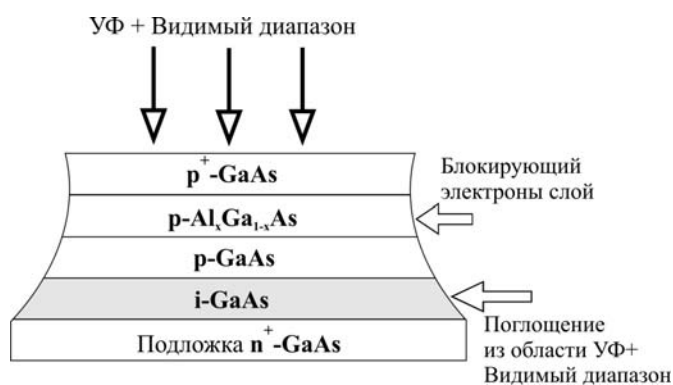 УФ + Видимый диапазон
p⁺-GaAs
Блокирующий
электроны слой
p-AlₓGa₁₋ₓAs
p-GaAs
i-GaAs
Подложка n⁺-GaAs
Поглощение
из области УФ+
Видимый диапазон